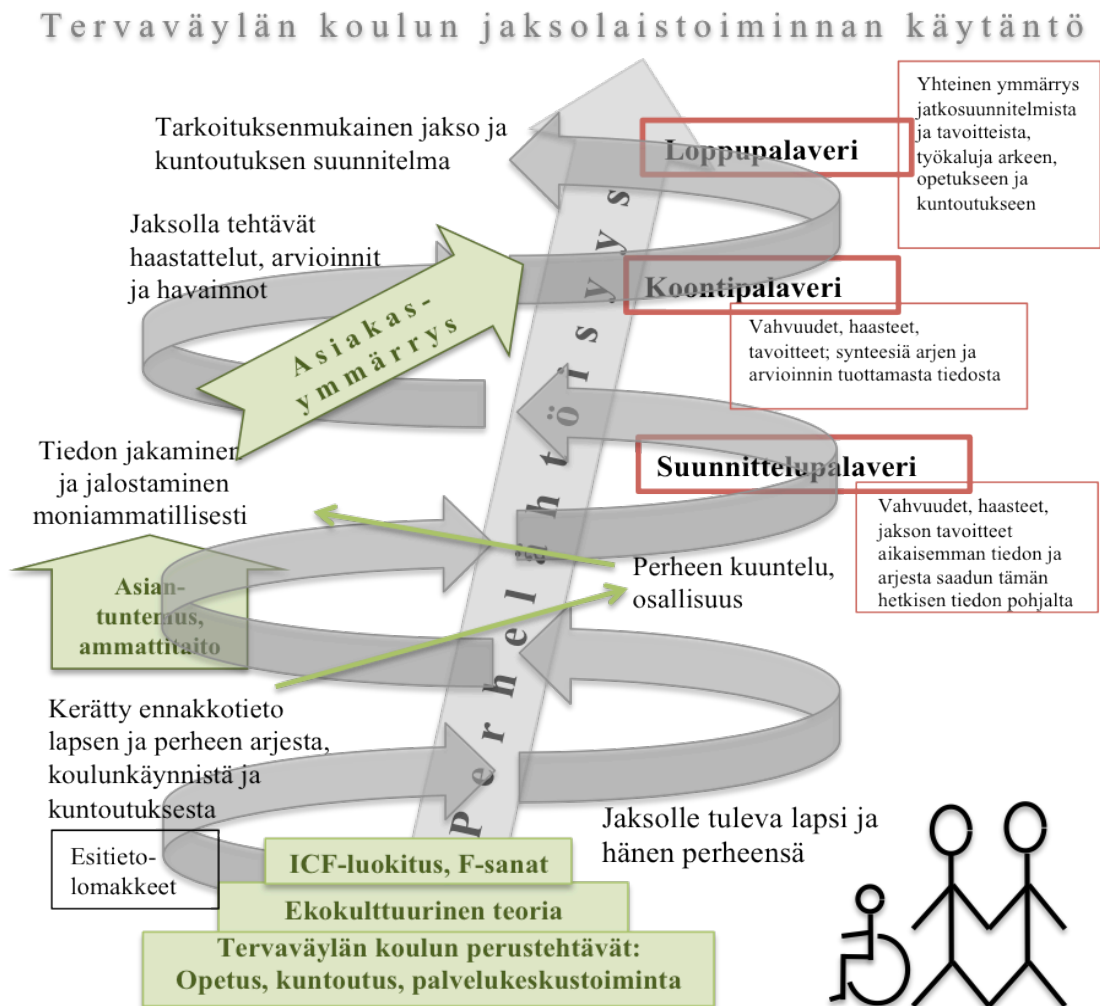 Tervaväylän koulun jaksolaistoiminnan käytäntö
Yhteinen ymmärrys
jatkosuunnitelmista
ja tavoitteista,
työkaluja arkeen,
opetukseen ja
kuntoutukseen
Tarkoituksenmukainen jakso ja
kuntoutuksen suunnitelma
Loppupalaveri
Jaksolla tehtävät
haastattelut, arvioinnit
ja havainnot
Koontipalaveri
Vahvuudet, haasteet,
tavoitteet; synteesiä arjen ja
arvioinnin tuottamasta tiedosta
Asiakas-
ymmärrys
Perhelähtöisyys
Tiedon jakaminen
ja jalostaminen
moniammatillisesti
Suunnittelupalaveri
Vahvuudet, haasteet,
jakson tavoitteet
aikaisemman tiedon ja
arjesta saadun tämän
hetkisen tiedon pohjalta
Asian-
tuntemus,
ammattitaito
Perheen kuuntelu,
osallisuus
Kerätty ennakkotieto
lapsen ja perheen arjesta,
koulunkäynnistä ja
kuntoutuksesta
Jaksolle tuleva lapsi ja
hänen perheensä
Esitieto-
lomakkeet
ICF-luokitus, F-sanat
Ekokulttuurinen teoria
Tervaväylän koulun perustehtävät:
Opetus, kuntoutus, palvelukeskustoiminta